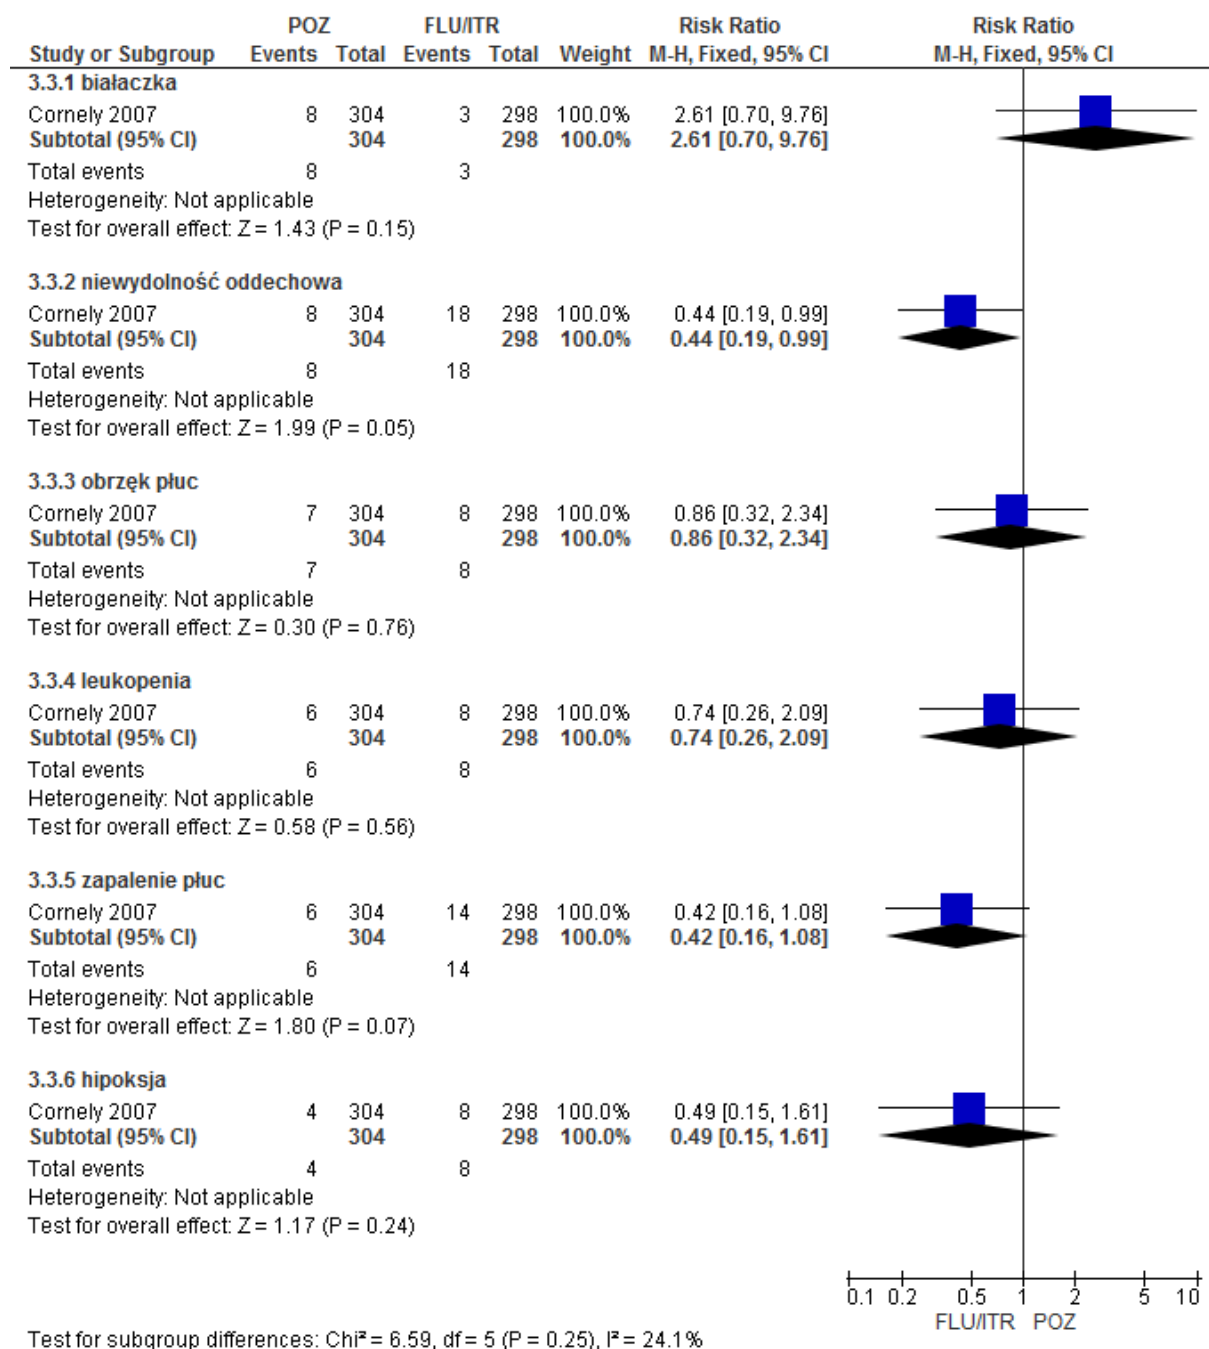 POZ FLU/ITR Risk Ratio Risk Ratio
Study or Subgroup Events Total Events Total Weight M-H, Fixed, 95% CI M-H, Fixed, 95% CI
3.3.1 białaczka
Cornely 2007 8 304 3 298 100.0% 2.61 [0.70, 9.76]
Subtotal (95% CI) 304 298 100.0% 2.61 [0.70, 9.76]
Total events 8 3
Heterogeneity: Not applicable
Test for overall effect: Z = 1.43 (P = 0.15)
3.3.2 niewydolność oddechowa
Cornely 2007 8 304 18 298 100.0% 0.44 [0.19, 0.99]
Subtotal (95% CI) 304 298 100.0% 0.44 [0.19, 0.99]
Total events 8 18
Heterogeneity: Not applicable
Test for overall effect: Z = 1.99 (P = 0.05)
3.3.3 obrzęk płuc
Cornely 2007 7 304 8 298 100.0% 0.86 [0.32, 2.34]
Subtotal (95% CI) 304 298 100.0% 0.86 [0.32, 2.34]
Total events 7 8
Heterogeneity: Not applicable
Test for overall effect: Z = 0.30 (P = 0.76)
3.3.4 leukopenia
Cornely 2007 6 304 8 298 100.0% 0.74 [0.26, 2.09]
Subtotal (95% CI) 304 298 100.0% 0.74 [0.26, 2.09]
Total events 6 8
Heterogeneity: Not applicable
Test for overall effect: Z = 0.58 (P = 0.56)
3.3.5 zapalenie płuc
Cornely 2007 6 304 14 298 100.0% 0.42 [0.16, 1.08]
Subtotal (95% CI) 304 298 100.0% 0.42 [0.16, 1.08]
Total events 6 14
Heterogeneity: Not applicable
Test for overall effect: Z = 1.80 (P = 0.07)
3.3.6 hipoksja
Cornely 2007 4 304 8 298 100.0% 0.49 [0.15, 1.61]
Subtotal (95% CI) 304 298 100.0% 0.49 [0.15, 1.61]
Total events 4 8
Heterogeneity: Not applicable
Test for overall effect: Z = 1.17 (P = 0.24)
0.1 0.2 0.5 1 2 5 10
FLU/ITR POZ
Test for subgroup differences: Chi² = 6.59, df = 5 (P = 0.25), I² = 24.1%